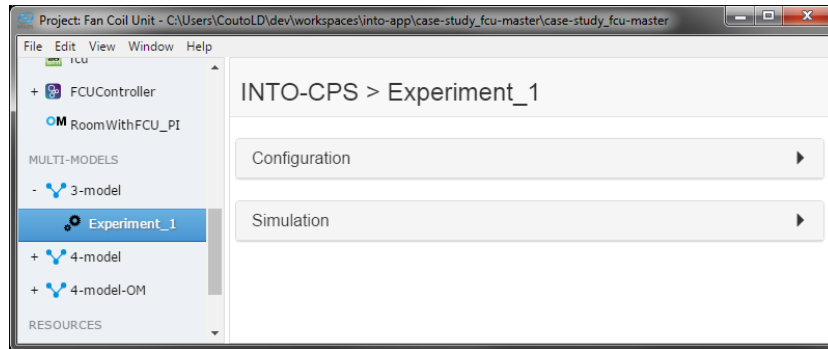 Project: Fan Coil Unit - C:\Users\CoutoLD\dev\workspaces\into-app\case-study_fcu-master\case-study_fcu-master
File Edit View Window Help
fcu
+ FCUController
OM RoomWithFCU_PI
MULTI-MODELS
- 3-model
Experiment_1
+ 4-model
+ 4-model-OM
RESOURCES
INTO-CPS > Experiment_1
Configuration
Simulation